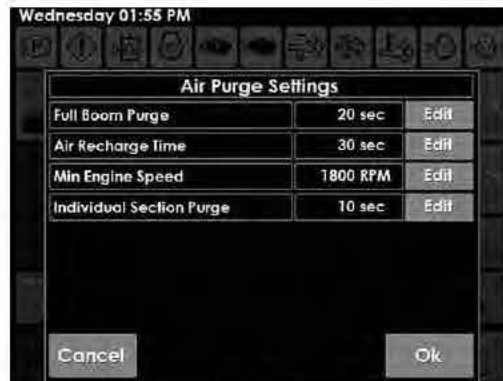 Wednesday 01:55 PM
Air Purge Settings
Full Boom Purge 20 sec Edit
Air Recharge Time 30 sec Edit
Min Engine Speed 1800 RPM Edit
Individual Section Purge 10 sec Edit
Cancel Ok